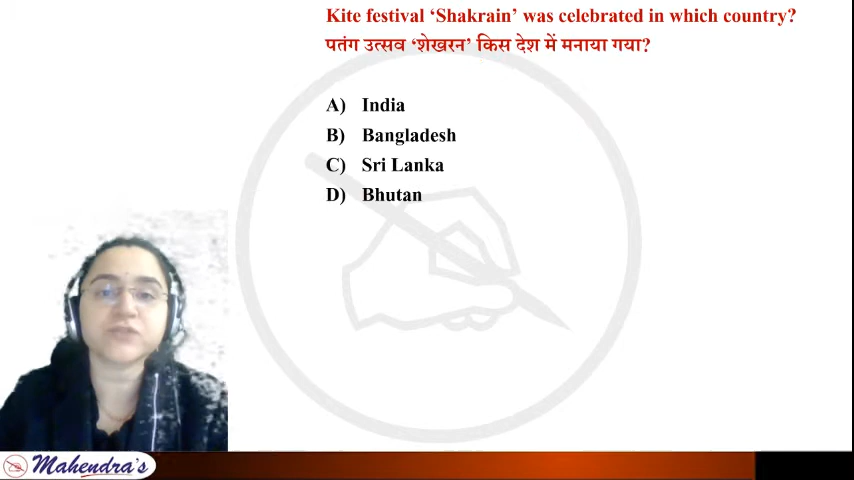 Kite festival ‘Shakrain’ was celebrated in which country?
पतंग उत्सव ‘शेखरन’ किस देश में मनाया गया?
A) India
B) Bangladesh
C) Sri Lanka
D) Bhutan
Mahendra's